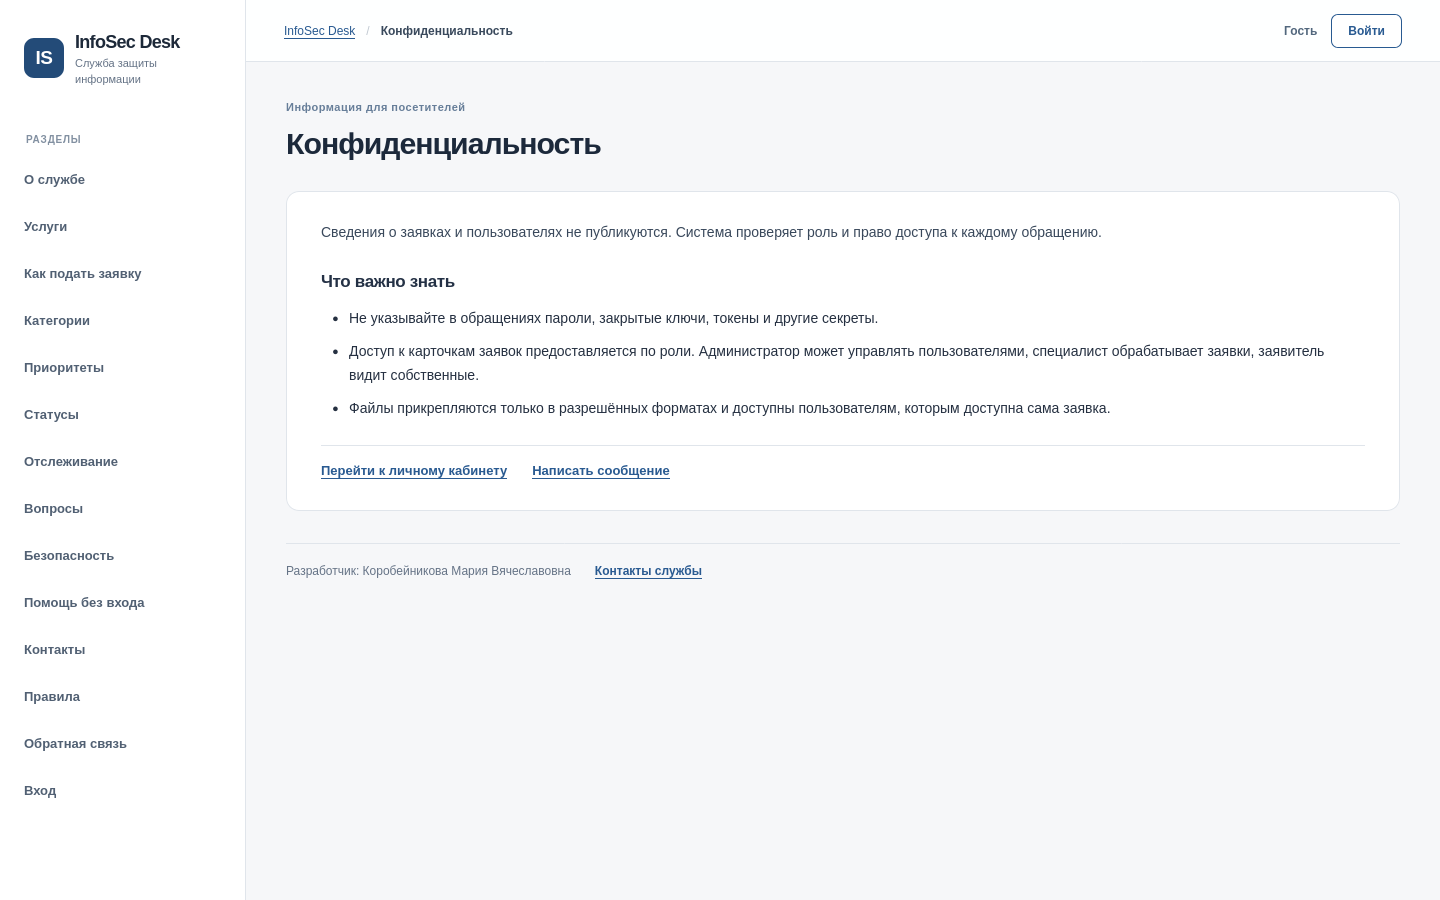 IS
InfoSec Desk
Служба защиты
информации
РАЗДЕЛЫ
О службе
Услуги
Как подать заявку
Категории
Приоритеты
Статусы
Отслеживание
Вопросы
Безопасность
Помощь без входа
Контакты
Правила
Обратная связь
Вход
InfoSec Desk / Конфиденциальность
Гость
Войти
Информация для посетителей
Конфиденциальность
Сведения о заявках и пользователях не публикуются. Система проверяет роль и право доступа к каждому обращению.
Что важно знать
• Не указывайте в обращениях пароли, закрытые ключи, токены и другие секреты.
• Доступ к карточкам заявок предоставляется по роли. Администратор может управлять пользователями, специалист обрабатывает заявки, заявитель
видит собственные.
• Файлы прикрепляются только в разрешённых форматах и доступны пользователям, которым доступна сама заявка.
Перейти к личному кабинету Написать сообщение
Разработчик: Коробейникова Мария Вячеславовна Контакты службы